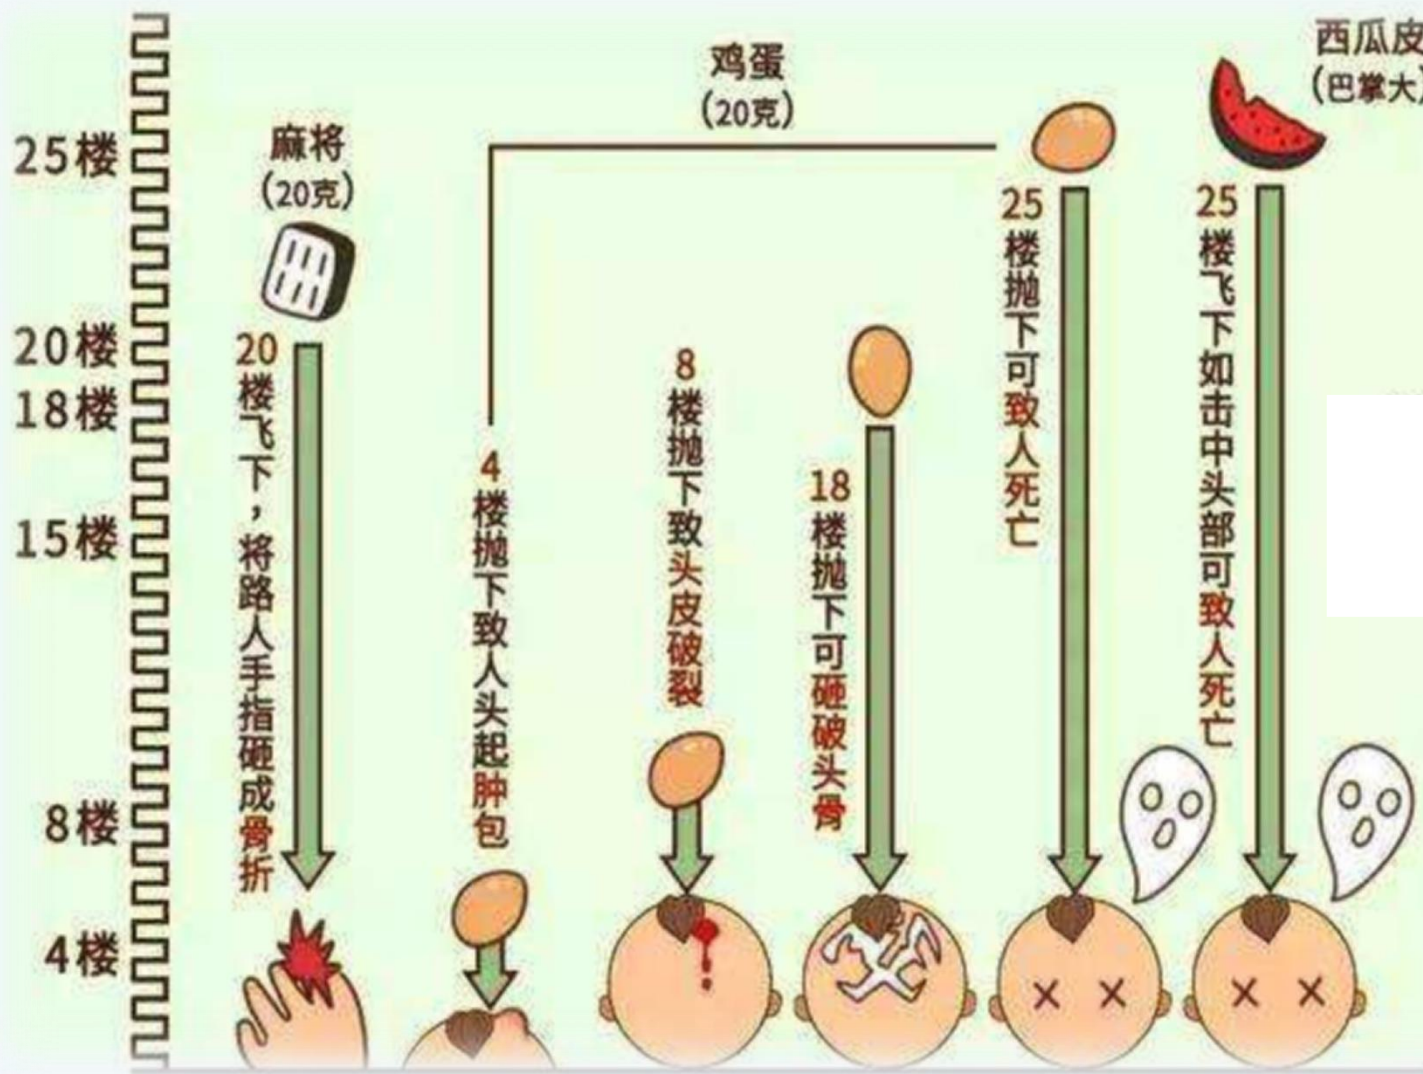 25楼
20楼
18楼
15楼
8楼
4楼
麻将
(20克)
20楼飞下，将路人手指砸成骨折
鸡蛋
(20克)
4楼抛下致人头起肿包
8楼抛下致头皮破裂
18楼抛下可砸破头骨
25楼抛下可致人死亡
西瓜皮
(巴掌大)
25楼飞下如击中头部可致人死亡